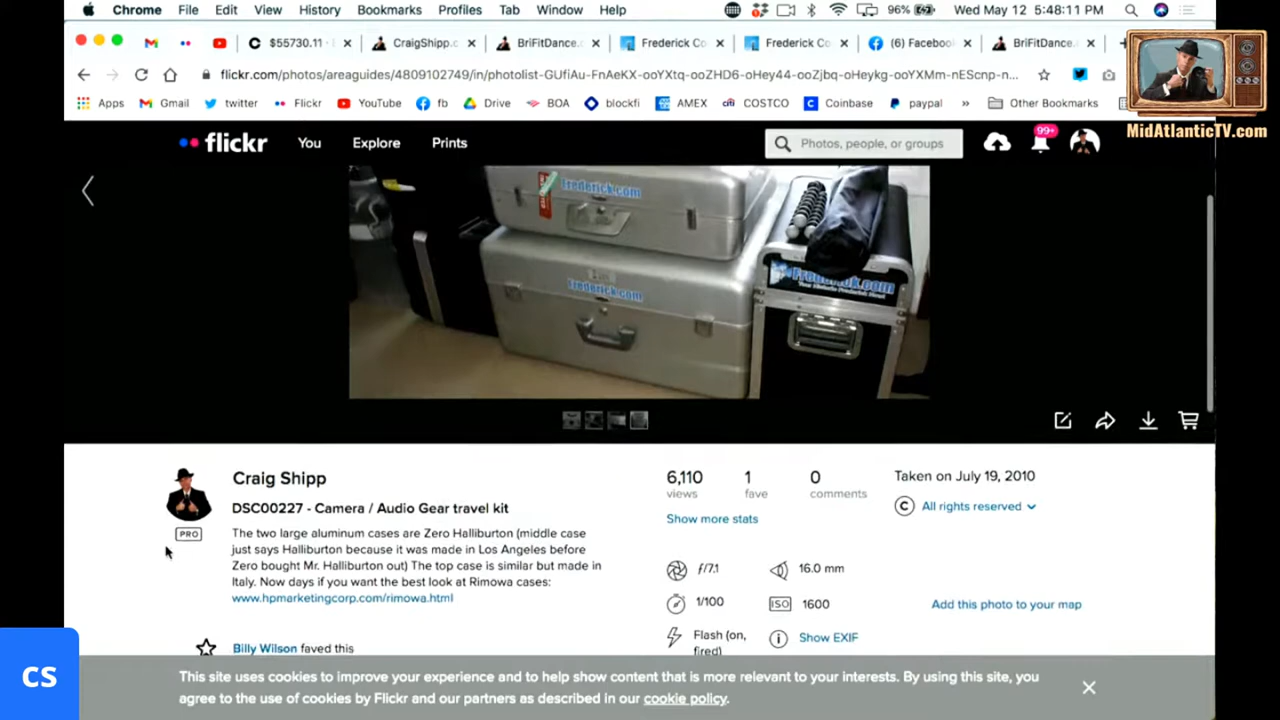 Chrome File Edit View History Bookmarks Profiles Tab Window Help 96% Wed May 12 5:48:11 PM
$55730.11 · CraigShipp.c BriFitDance. Frederick Co Frederick Co (6) Faceboo BriFitDance.
flickr.com/photos/areaguides/4809102749/in/photolist-GUfiAu-FnAeKX-ooYXtq-ooZHD6-oHey44-ooZjbq-oHeykg-ooYXMm-nEScnp-n...
Apps Gmail twitter Flickr YouTube fb Drive BOA blockfi AMEX COSTCO Coinbase paypal » Other Bookmarks
MidAtlanticTV.com
flickr You Explore Prints Photos, people, or groups 99+
Frederick.com
Frederick.com
Frederick.com
Craig Shipp
PRO
DSC00227 - Camera / Audio Gear travel kit
The two large aluminum cases are Zero Halliburton (middle case
just says Halliburton because it was made in Los Angeles before
Zero bought Mr. Halliburton out) The top case is similar but made in
Italy. Now days if you want the best look at Rimowa cases:
www.hpmarketingcorp.com/rimowa.html
Billy Wilson faved this
6,110 1 0
views fave comments
Show more stats
Taken on July 19, 2010
All rights reserved
ƒ/7.1 16.0 mm
1/100 ISO 1600
Flash (on,
fired)
Show EXIF
Add this photo to your map
CS
This site uses cookies to improve your experience and to help show content that is more relevant to your interests. By using this site, you
agree to the use of cookies by Flickr and our partners as described in our cookie policy.